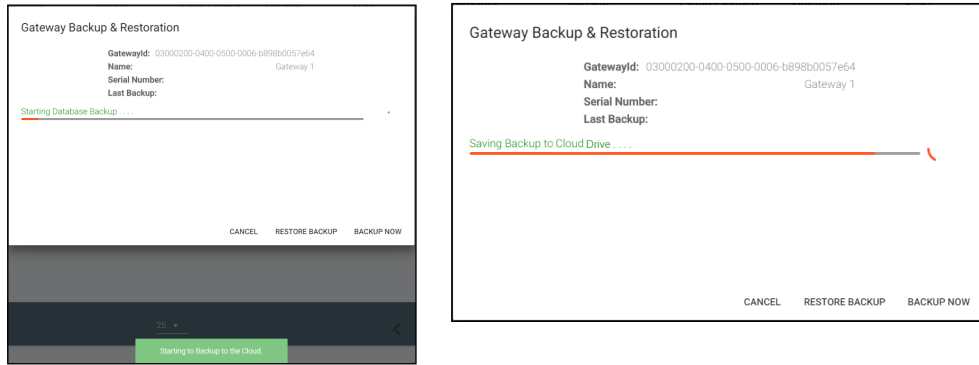 Gateway Backup & Restoration
GatewayId: 03000200-0400-0500-0006-b898b0057e64
Name: Gateway 1
Serial Number:
Last Backup:
Starting Database Backup . . . .
CANCEL RESTORE BACKUP BACKUP NOW
25
Starting to Backup to the Cloud.
Gateway Backup & Restoration
GatewayId: 03000200-0400-0500-0006-b898b0057e64
Name: Gateway 1
Serial Number:
Last Backup:
Saving Backup to Cloud Drive . . . .
CANCEL RESTORE BACKUP BACKUP NOW